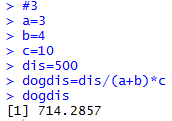 > #3
> a=3
> b=4
> c=10
> dis=500
> dogdis=dis/(a+b)*c
> dogdis
[1] 714.2857